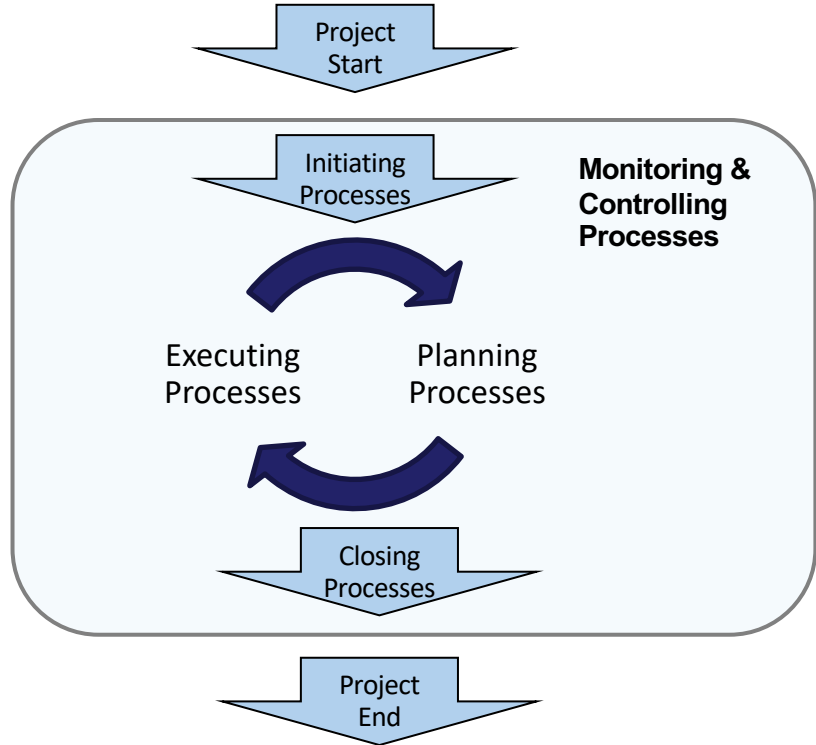 Project
Start
Initiating
Processes
Monitoring &
Controlling
Processes
Executing
Processes
Planning
Processes
Closing
Processes
Project
End